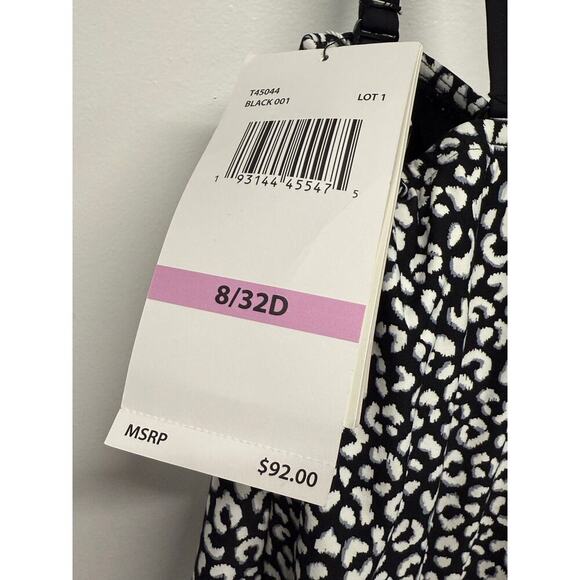 T45044
BLACK 001 LOT 1
1 93144 45547 5
8/32D
MSRP
$92.00